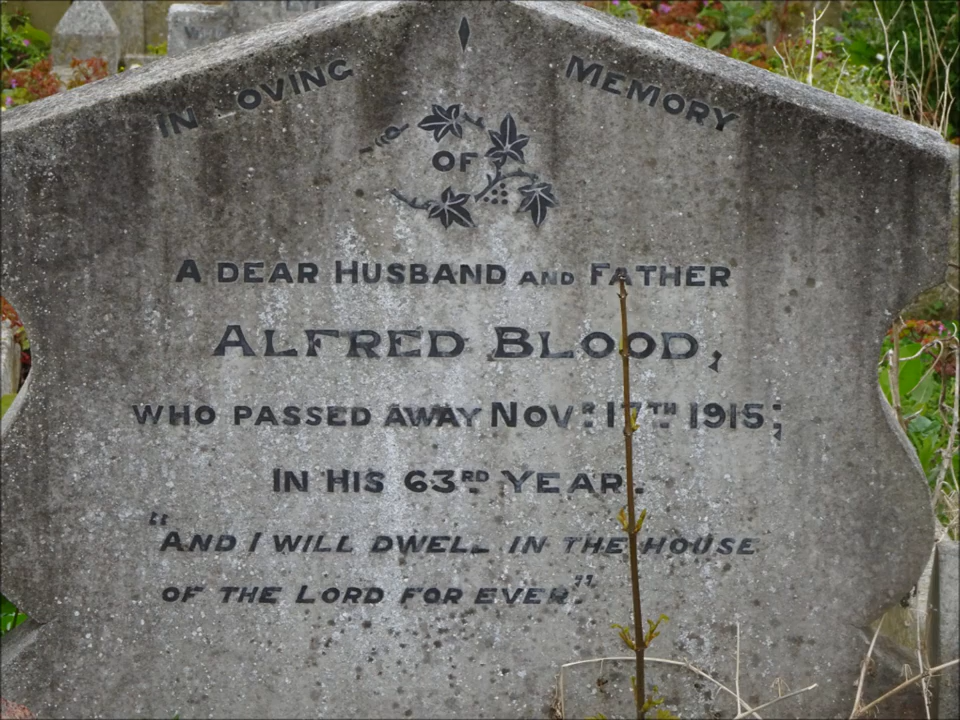 IN LOVING MEMORY
OF
A DEAR HUSBAND AND FATHER
ALFRED BLOOD,
WHO PASSED AWAY NOV: 17TH 1915;
IN HIS 63RD YEAR.
"AND I WILL DWELL IN THE HOUSE
OF THE LORD FOR EVER."